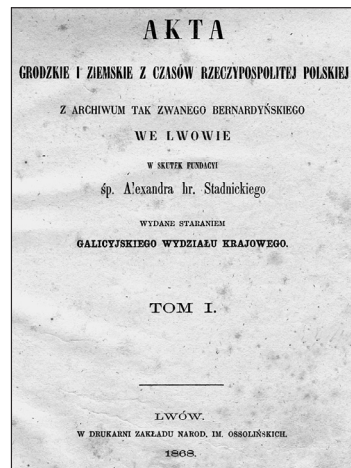 AKTA
GRODZKIE I ZIEMSKIE Z CZASÓW RZECZYPOSPOLITEJ POLSKIEJ
Z ARCHIWUM TAK ZWANEGO BERNARDYŃSKIEGO
WE LWOWIE
W SKUTEK FUNDACYI
śp. Alexandra hr. Stadnickiego
WYDANE STARANIEM
GALICYJSKIEGO WYDZIAŁU KRAJOWEGO.
TOM I.
LWÓW.
W DRUKARNI ZAKŁADU NAROD. IM. OSSOLIŃSKICH.
1868.